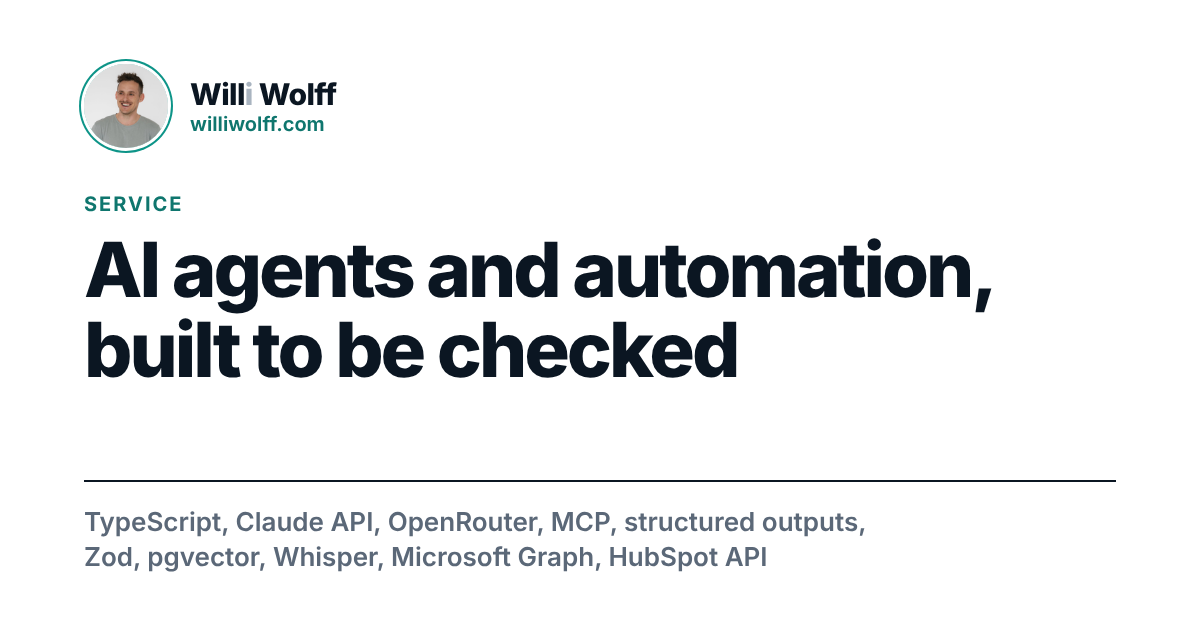 Willi Wolff
williwolff.com
SERVICE
AI agents and automation,
built to be checked
TypeScript, Claude API, OpenRouter, MCP, structured outputs,
Zod, pgvector, Whisper, Microsoft Graph, HubSpot API